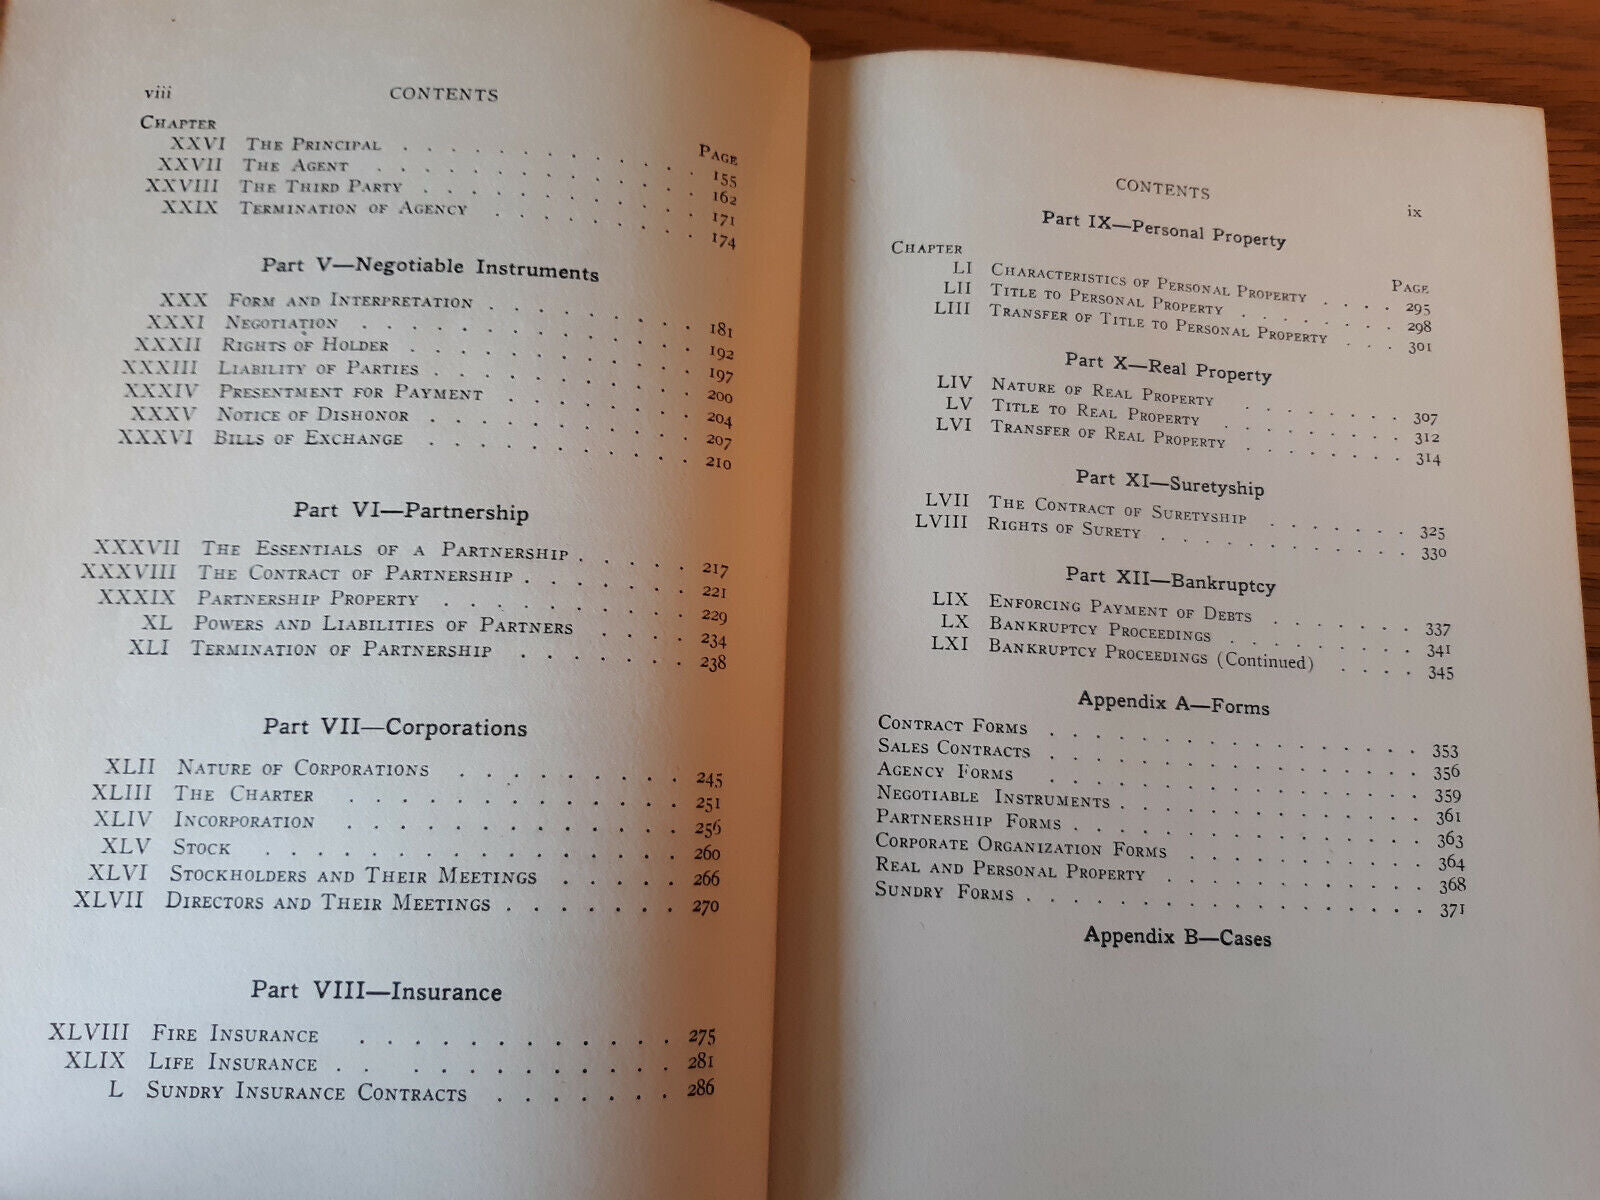 viii CONTENTS
CHAPTER PAGE
XXVI THE PRINCIPAL . . . . . . . . . . . . 155
XXVII THE AGENT . . . . . . . . . . . . 162
XXVIII THE THIRD PARTY . . . . . . . . . . . 171
XXIX TERMINATION OF AGENCY . . . . . . . . . 174
Part V—Negotiable Instruments
XXX FORM AND INTERPRETATION . . . . . . . . . 181
XXXI NEGOTIATION . . . . . . . . . . . . . 192
XXXII RIGHTS OF HOLDER . . . . . . . . . . . 197
XXXIII LIABILITY OF PARTIES . . . . . . . . . . 200
XXXIV PRESENTMENT FOR PAYMENT . . . . . . . . 204
XXXV NOTICE OF DISHONOR . . . . . . . . . . 207
XXXVI BILLS OF EXCHANGE . . . . . . . . . . 210
Part VI—Partnership
XXXVII THE ESSENTIALS OF A PARTNERSHIP . . . . . 217
XXXVIII THE CONTRACT OF PARTNERSHIP . . . . . . . 221
XXXIX PARTNERSHIP PROPERTY . . . . . . . . . . 229
XL POWERS AND LIABILITIES OF PARTNERS . . . . 234
XLI TERMINATION OF PARTNERSHIP . . . . . . . 238
Part VII—Corporations
XLII NATURE OF CORPORATIONS . . . . . . . . . 245
XLIII THE CHARTER . . . . . . . . . . . . . 251
XLIV INCORPORATION . . . . . . . . . . . . . 256
XLV STOCK . . . . . . . . . . . . . . . . 260
XLVI STOCKHOLDERS AND THEIR MEETINGS . . . . . 266
XLVII DIRECTORS AND THEIR MEETINGS . . . . . . . 270
Part VIII—Insurance
XLVIII FIRE INSURANCE . . . . . . . . . . . . 275
XLIX LIFE INSURANCE . . . . . . . . . . . . 281
L SUNDRY INSURANCE CONTRACTS . . . . . . . 286
CONTENTS ix
Part IX—Personal Property
CHAPTER PAGE
LI CHARACTERISTICS OF PERSONAL PROPERTY . . . . 295
LII TITLE TO PERSONAL PROPERTY . . . . . . . . 298
LIII TRANSFER OF TITLE TO PERSONAL PROPERTY . . . 301
Part X—Real Property
LIV NATURE OF REAL PROPERTY . . . . . . . . 307
LV TITLE TO REAL PROPERTY . . . . . . . . . 312
LVI TRANSFER OF REAL PROPERTY . . . . . . . . 314
Part XI—Suretyship
LVII THE CONTRACT OF SURETYSHIP . . . . . . . 325
LVIII RIGHTS OF SURETY . . . . . . . . . . . . 330
Part XII—Bankruptcy
LIX ENFORCING PAYMENT OF DEBTS . . . . . . . 337
LX BANKRUPTCY PROCEEDINGS . . . . . . . . . 341
LXI BANKRUPTCY PROCEEDINGS (Continued) . . . . 345
Appendix A—Forms
CONTRACT FORMS . . . . . . . . . . . . . . 353
SALES CONTRACTS . . . . . . . . . . . . . . 356
AGENCY FORMS . . . . . . . . . . . . . . 359
NEGOTIABLE INSTRUMENTS . . . . . . . . . . . 361
PARTNERSHIP FORMS . . . . . . . . . . . . . 363
CORPORATE ORGANIZATION FORMS . . . . . . . . 364
REAL AND PERSONAL PROPERTY . . . . . . . . . 368
SUNDRY FORMS . . . . . . . . . . . . . . . 371
Appendix B—Cases